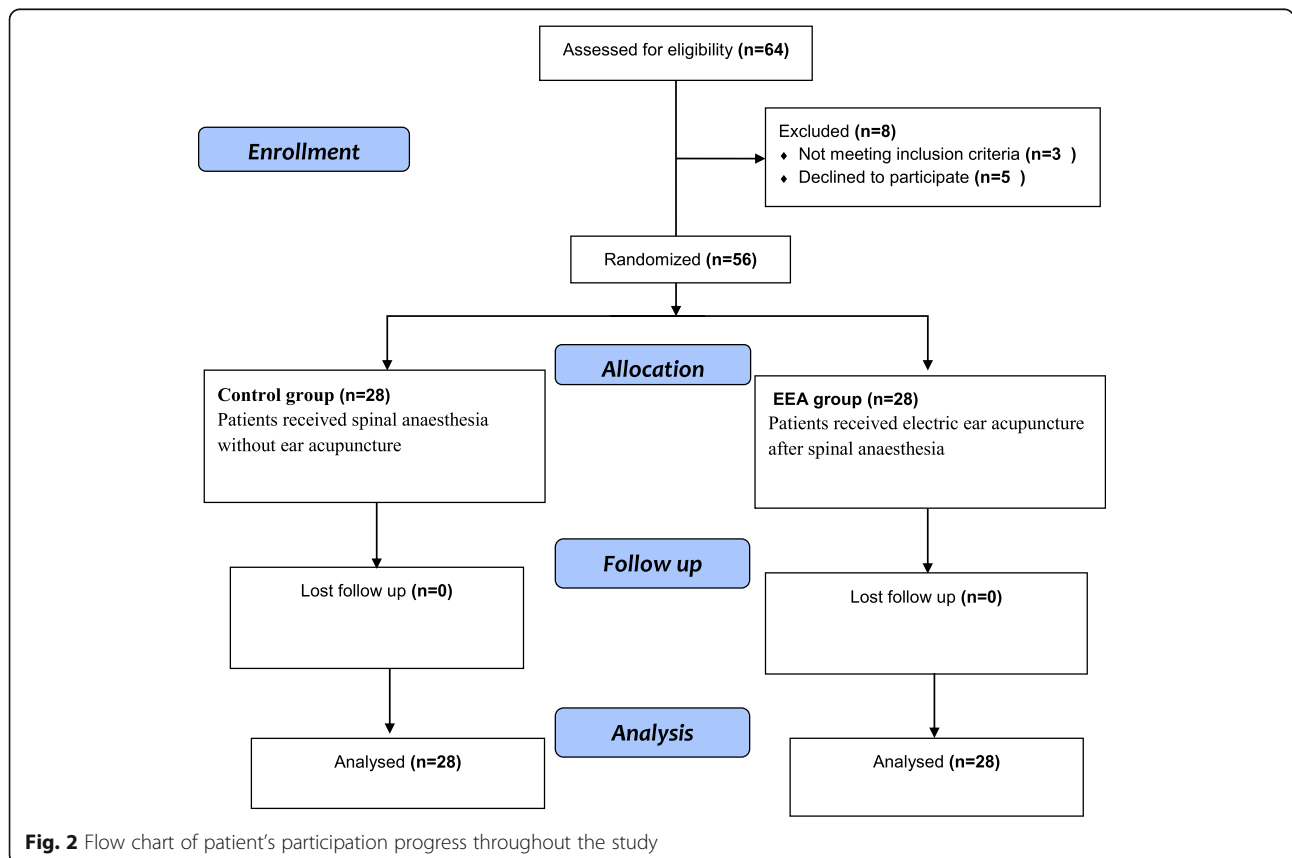 Assessed for eligibility (n=64)
Enrollment
Excluded (n=8)
♦ Not meeting inclusion criteria (n=3 )
♦ Declined to participate (n=5 )
Randomized (n=56)
Allocation
Control group (n=28)
Patients received spinal anaesthesia
without ear acupuncture
EEA group (n=28)
Patients received electric ear acupuncture
after spinal anaesthesia
Follow up
Lost follow up (n=0)
Lost follow up (n=0)
Analysis
Analysed (n=28)
Analysed (n=28)
Fig. 2 Flow chart of patient's participation progress throughout the study